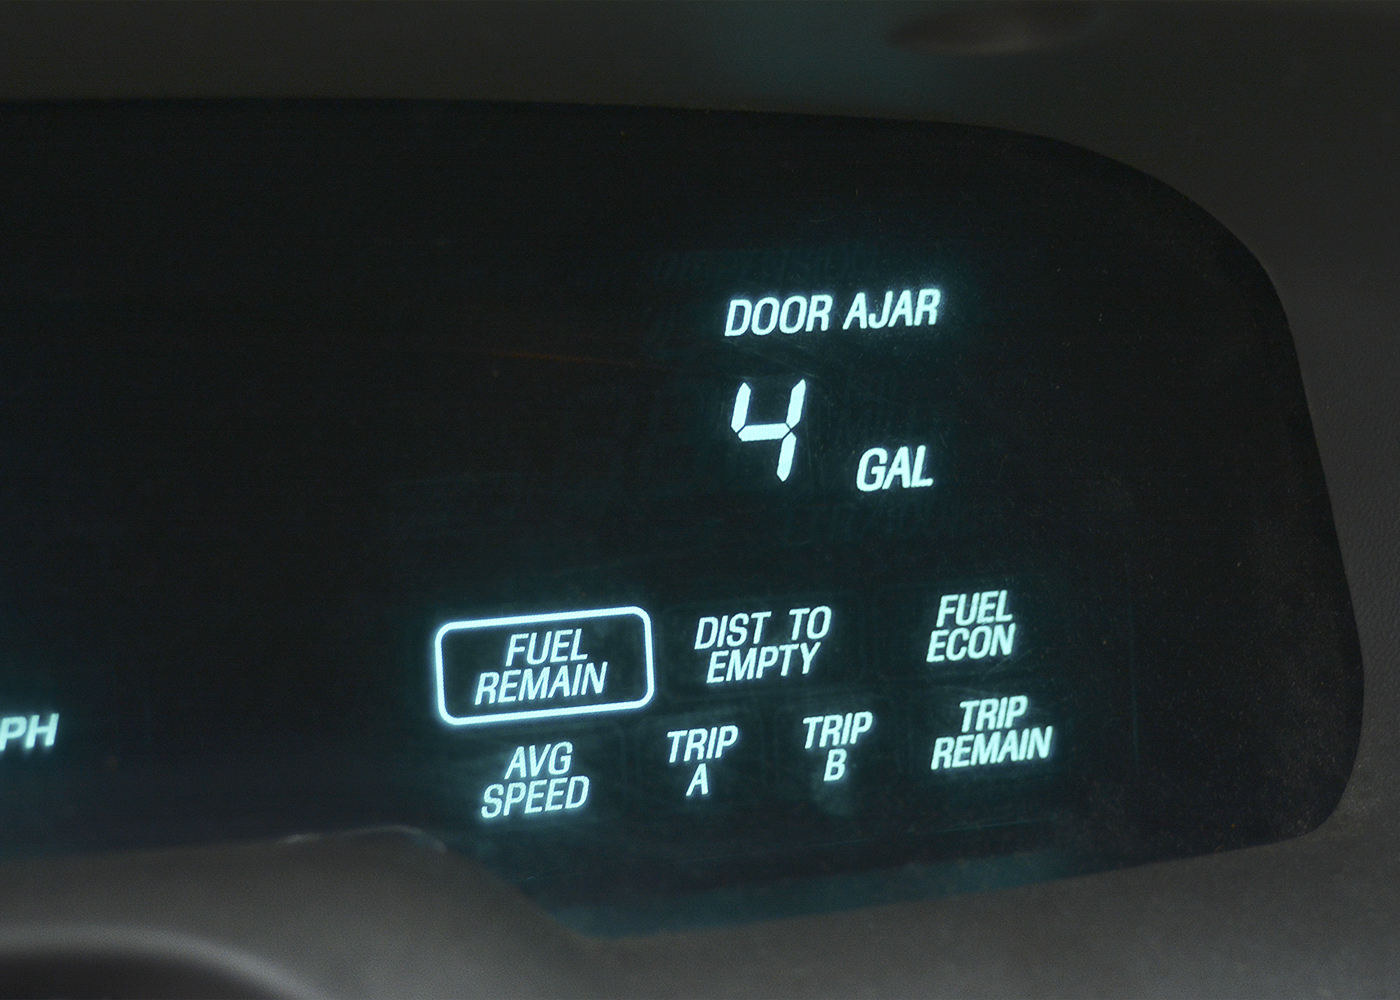 DOOR AJAR
4 GAL
FUEL
REMAIN
DIST TO
EMPTY
FUEL
ECON
PH
AVG
SPEED
TRIP
A
TRIP
B
TRIP
REMAIN